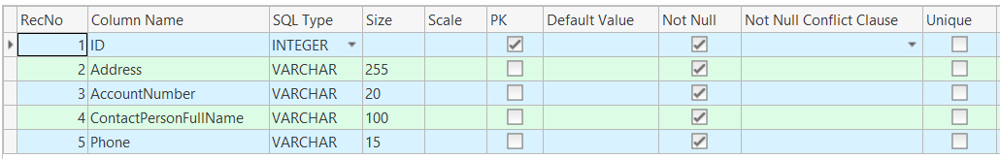 RecNo Column Name SQL Type Size Scale PK Default Value Not Null Not Null Conflict Clause Unique
1 ID INTEGER
2 Address VARCHAR 255
3 AccountNumber VARCHAR 20
4 ContactPersonFullName VARCHAR 100
5 Phone VARCHAR 15